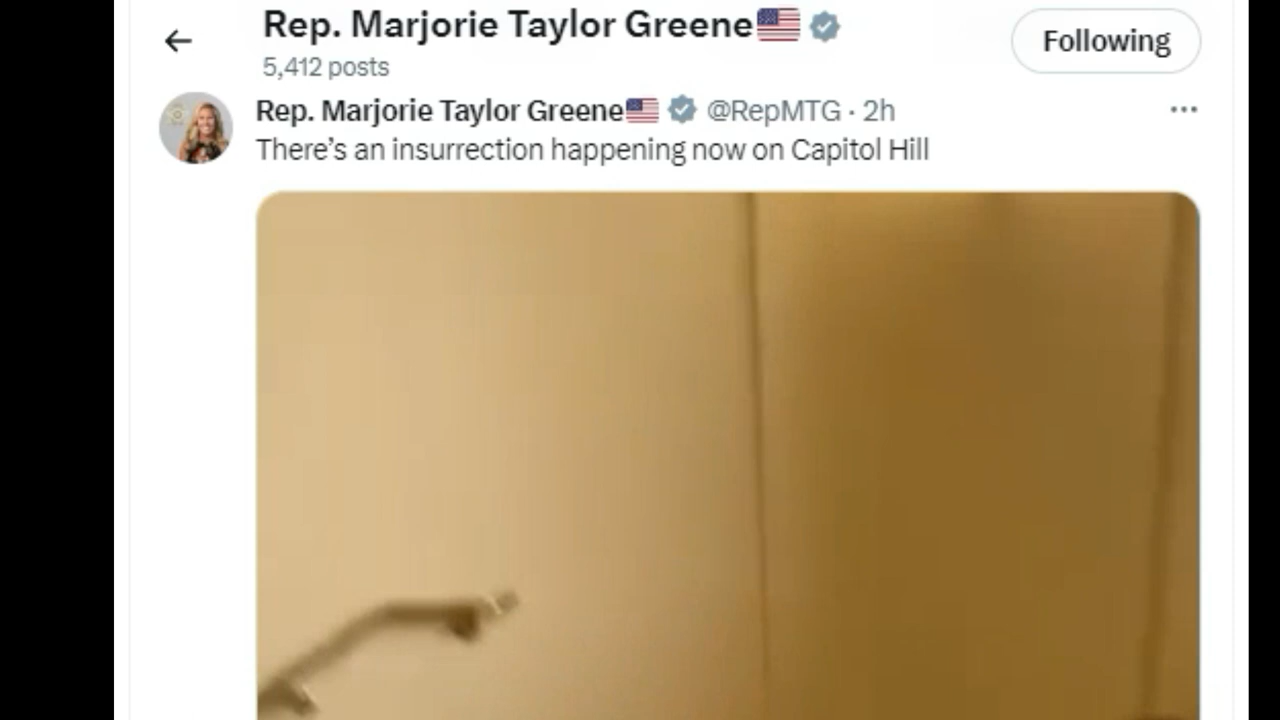 Rep. Marjorie Taylor Greene🇺🇸
Following
5,412 posts
Rep. Marjorie Taylor Greene🇺🇸 @RepMTG · 2h
There’s an insurrection happening now on Capitol Hill